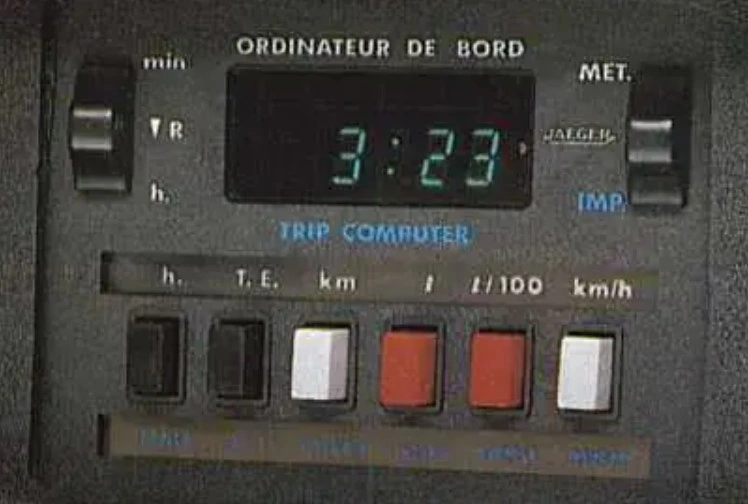 ORDINATEUR DE BORD
min
MET.
R
3:23
JAEGER
h.
IMP.
TRIP COMPUTER
h. T. E. km l l/100 km/h